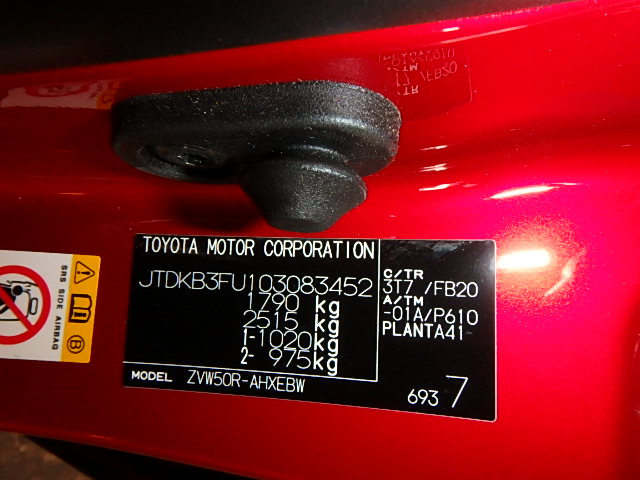 TOYOTA MOTOR CORPORATION
JTDKB3FU103083452
1790 kg
2515 kg
1-1020kg
2- 975kg
C/TR
3T7 /FB20
A/TM
-01A/P610
PLANTA41
MODEL ZVW50R-AHXEBW
693 7
SRS SIDE AIRBAG
B